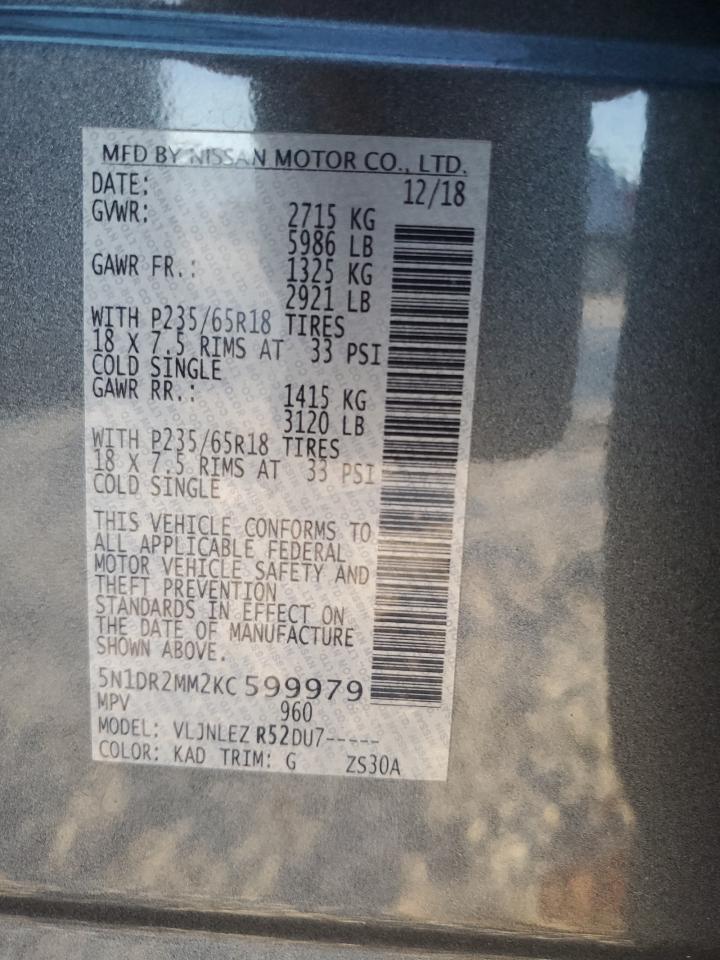 MFD BY NISSAN MOTOR CO., LTD.
DATE: 12/18
GVWR: 2715 KG
5986 LB
GAWR FR.: 1325 KG
2921 LB
WITH P235/65R18 TIRES
18 X 7.5 RIMS AT 33 PSI
COLD SINGLE
GAWR RR.: 1415 KG
3120 LB
WITH P235/65R18 TIRES
18 X 7.5 RIMS AT 33 PSI
COLD SINGLE
THIS VEHICLE CONFORMS TO
ALL APPLICABLE FEDERAL
MOTOR VEHICLE SAFETY AND
THEFT PREVENTION
STANDARDS IN EFFECT ON
THE DATE OF MANUFACTURE
SHOWN ABOVE.
5N1DR2MM2KC599979
MPV 960
MODEL: VLJNLEZ R52DU7-----
COLOR: KAD TRIM: G ZS30A